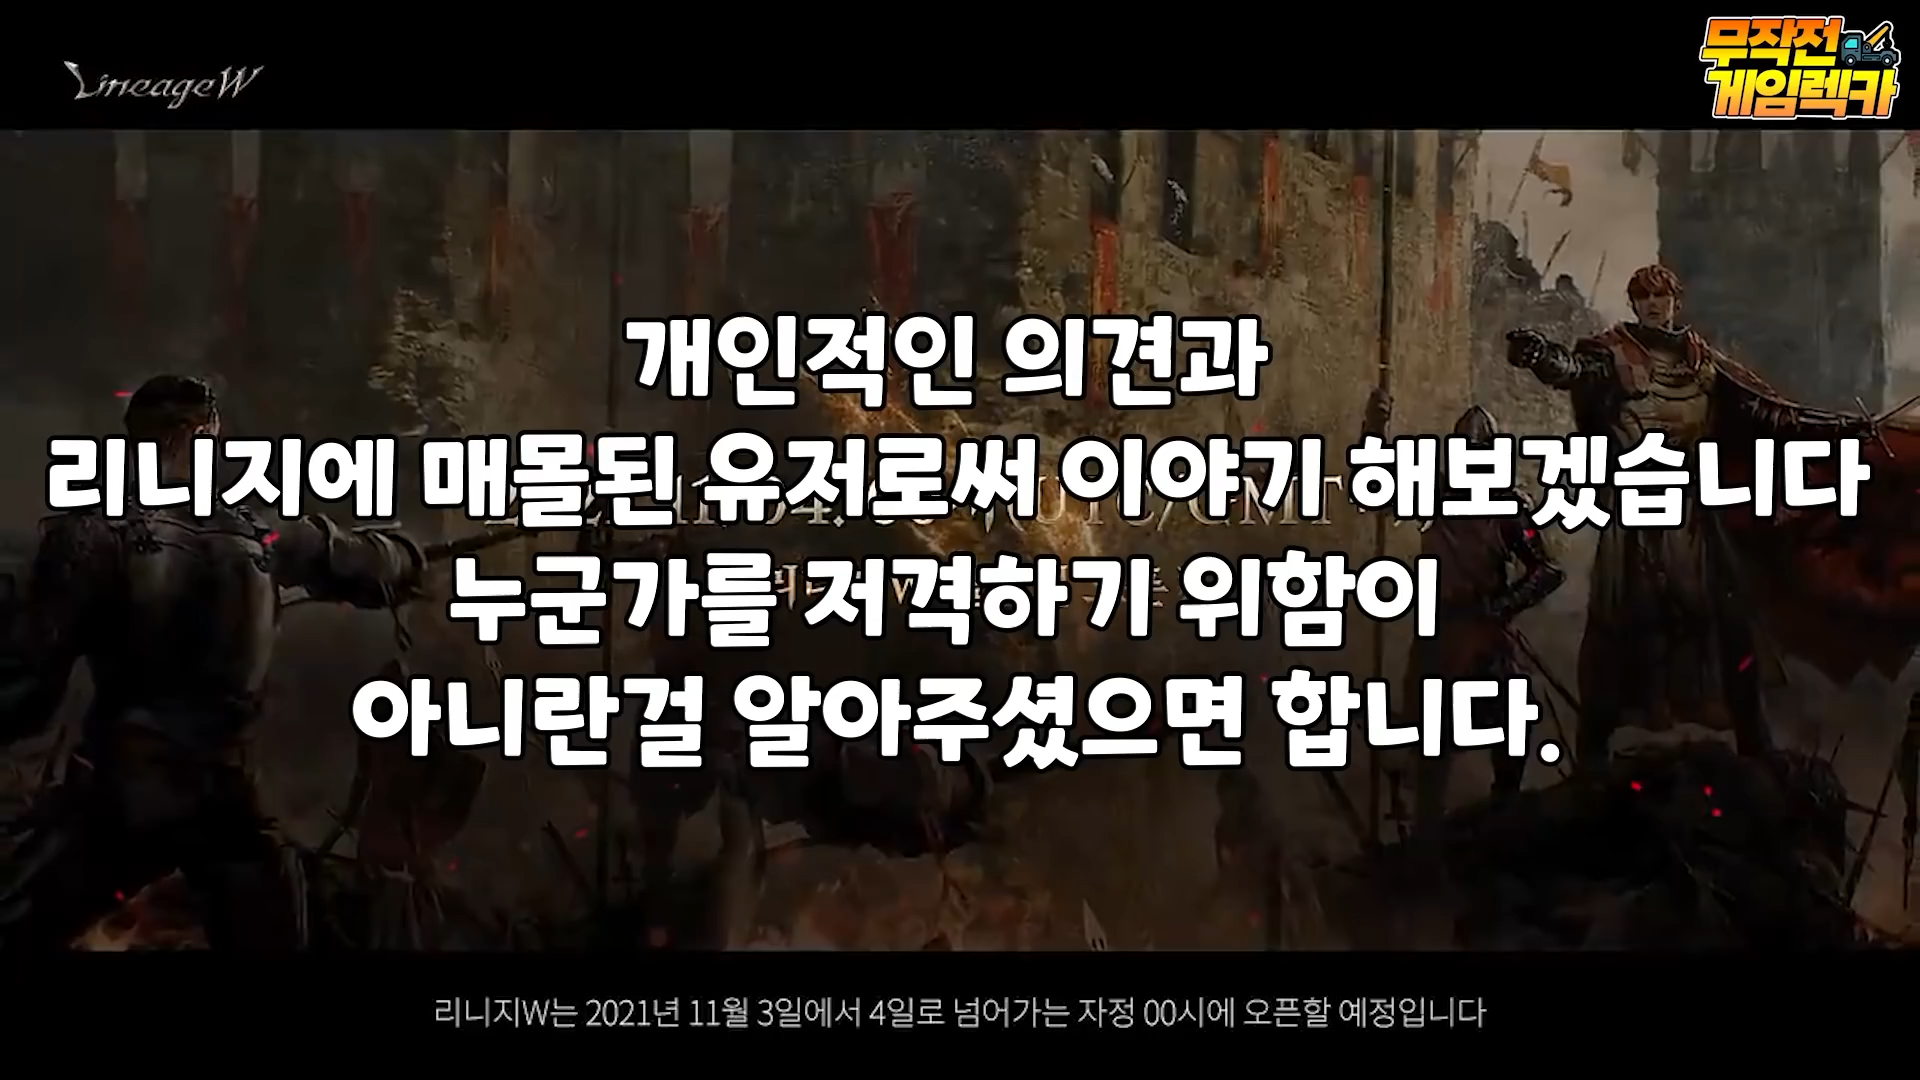 LineageW
무작전
게임렉카
개인적인 의견과
리니지에 매몰된 유저로써 이야기 해보겠습니다
누군가를 저격하기 위함이
아니란걸 알아주셨으면 합니다.
리니지W는 2021년 11월 3일에서 4일로 넘어가는 자정 00시에 오픈할 예정입니다